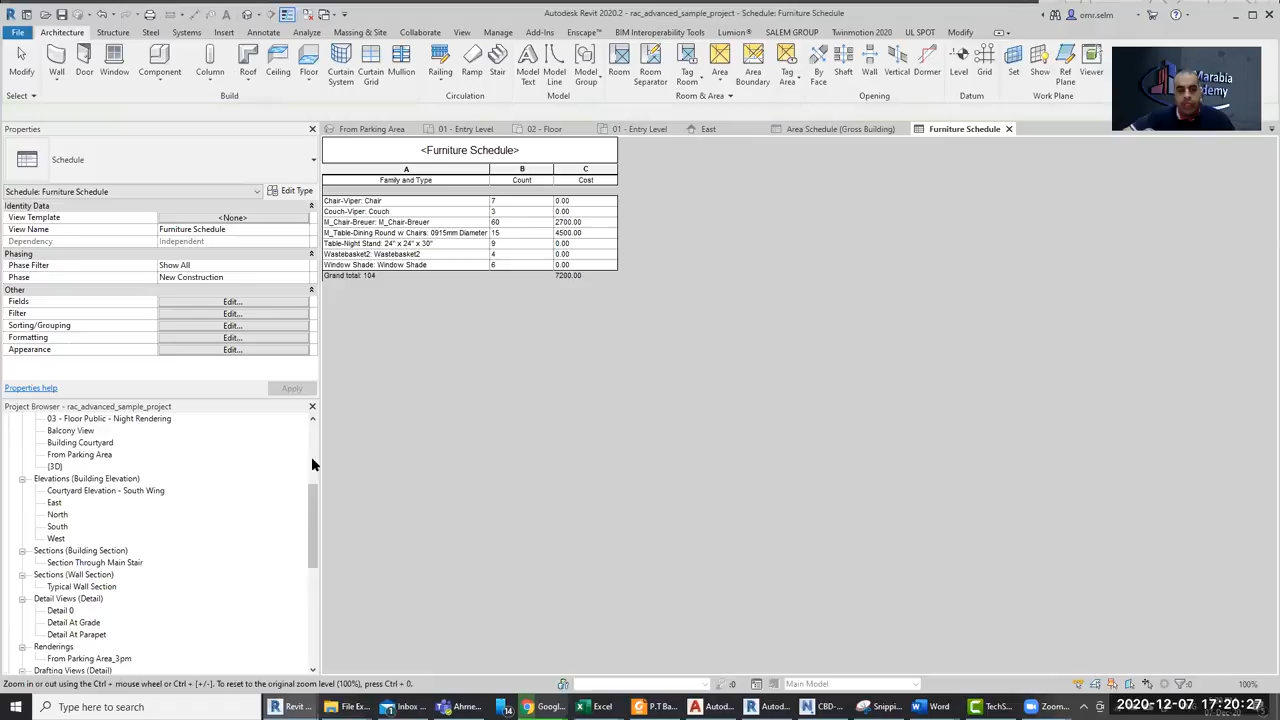 Autodesk Revit 2020.2 - rac_advanced_sample_project - Schedule: Furniture Schedule
omr.selm
File Architecture Structure Steel Systems Insert Annotate Analyze Massing & Site Collaborate View Manage Add-Ins Enscape™ BIM Interoperability Tools Lumion® SALEM GROUP Twinmotion 2020 UL SPOT Modify
Modify Wall Door Window Component Column Roof Ceiling Floor Curtain System Curtain Grid Mullion Railing Ramp Stair Model Text Model Line Model Group Room Room Separator Tag Room Area Area Boundary Tag Area By Face Shaft Wall Vertical Dormer Level Grid Set Show Ref Plane Viewer
Select Build Circulation Model Room & Area Opening Datum Work Plane
Marabia
Properties
From Parking Area
01 - Entry Level
02 - Floor
01 - Entry Level
East
Area Schedule (Gross Building)
Furniture Schedule
Schedule
Schedule: Furniture Schedule
Edit Type
Identity Data
View Template <None>
View Name Furniture Schedule
Dependency Independent
Phasing
Phase Filter Show All
Phase New Construction
Other
Fields Edit...
Filter Edit...
Sorting/Grouping Edit...
Formatting Edit...
Appearance Edit...
Properties help
Apply
<Furniture Schedule>
A B C
Family and Type Count Cost
Chair-Viper: Chair 7 0.00
Couch-Viper: Couch 3 0.00
M_Chair-Breuer: M_Chair-Breuer 60 2700.00
M_Table-Dining Round w Chairs: 0915mm Diameter 15 4500.00
Table-Night Stand: 24" x 24" x 30" 9 0.00
Wastebasket2: Wastebasket2 4 0.00
Window Shade: Window Shade 6 0.00
Grand total: 104 7200.00
Project Browser - rac_advanced_sample_project
03 - Floor Public - Night Rendering
Balcony View
Building Courtyard
From Parking Area
{3D}
Elevations (Building Elevation)
Courtyard Elevation - South Wing
East
North
South
West
Sections (Building Section)
Section Through Main Stair
Sections (Wall Section)
Typical Wall Section
Detail Views (Detail)
Detail 0
Detail At Grade
Detail At Parapet
Renderings
From Parking Area_3pm
Drafting Views (Detail)
Zoom in or out using the Ctrl + mouse wheel or Ctrl + [+/-]. To reset to the original zoom level (100%), press Ctrl + 0.
:0
Main Model
:0
100%
Type here to search
Revit ...
File Ex...
Inbox ...
Ahme...
14
Googl...
Excel
P.T Ba...
Autod...
Autod...
CBD-...
Snippi...
Word
TechS...
Zoom...
2020-12-07 17:20:27